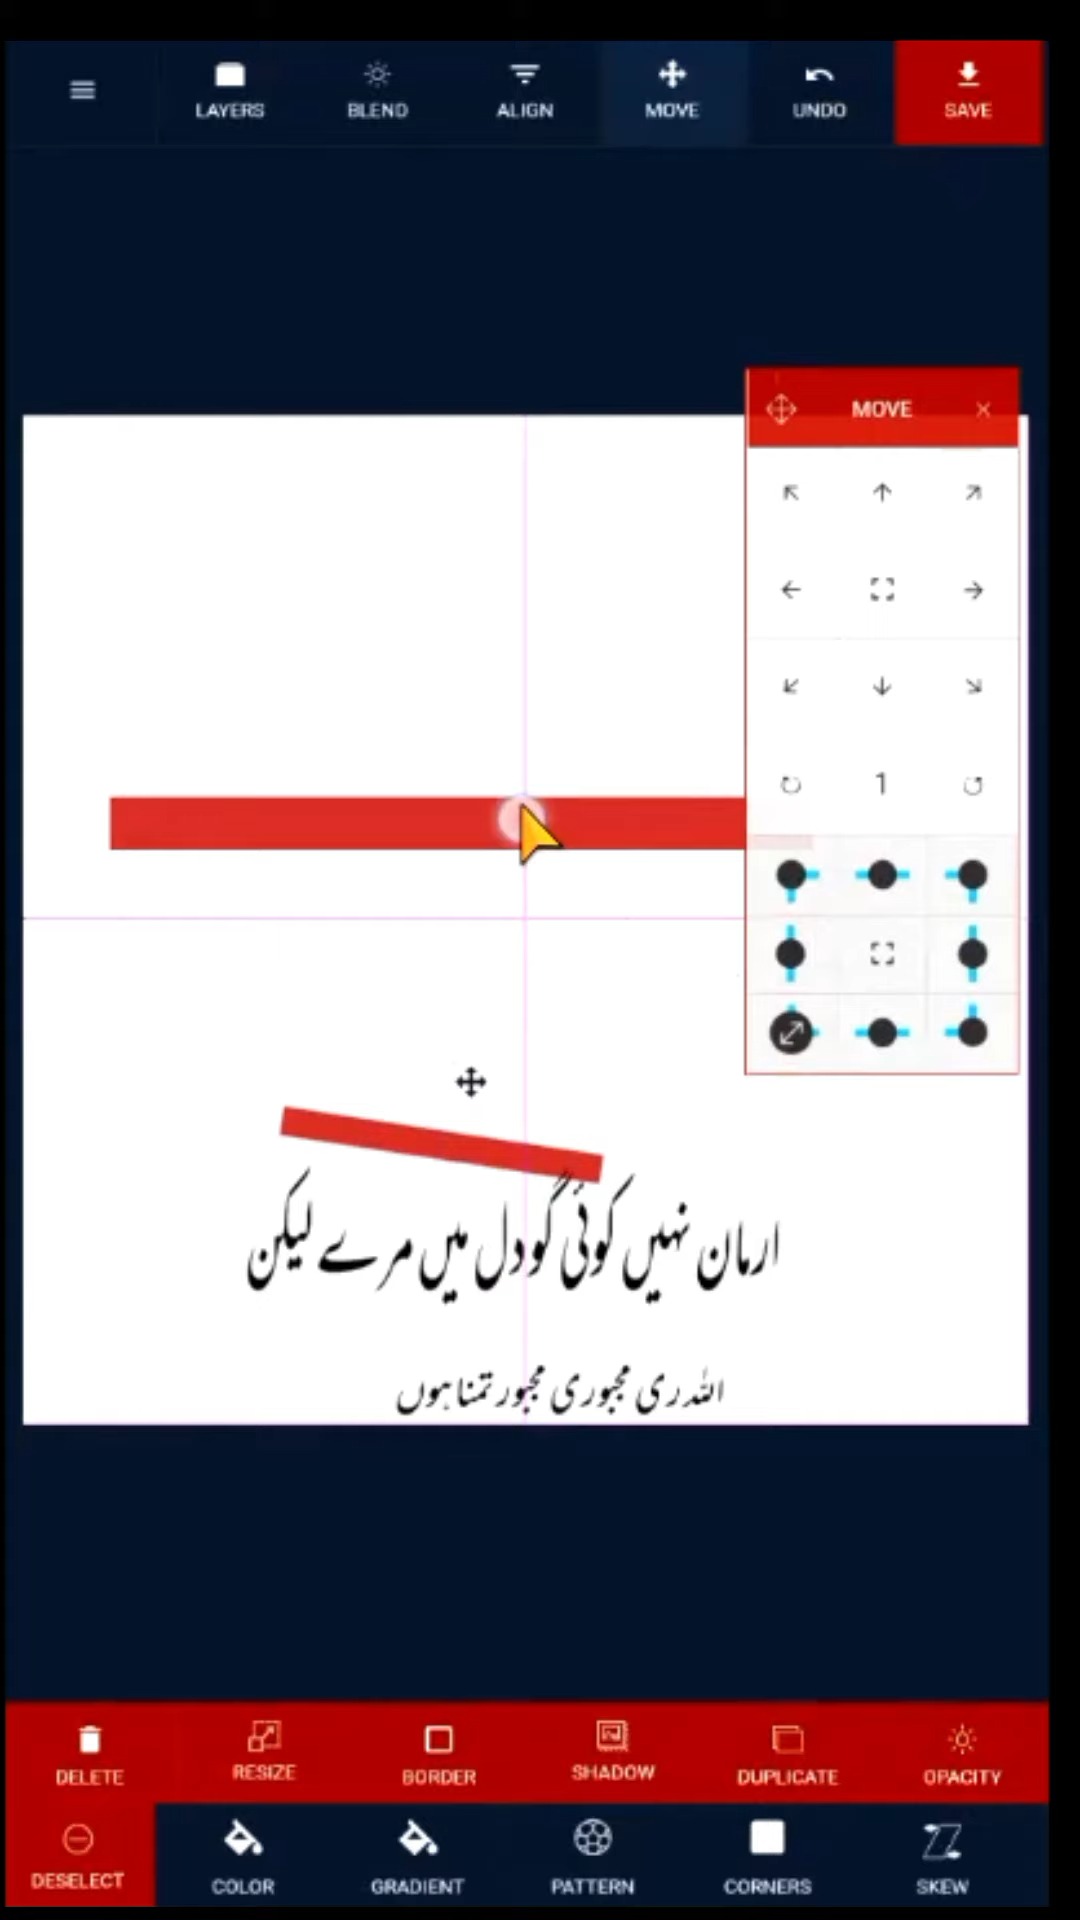 LAYERS BLEND ALIGN MOVE UNDO SAVE
MOVE
1
ارمان نہیں کوئی گو دل میں مرے لیکن
اللہ ری مجبوری مجبور تمنا ہوں
DELETE RESIZE BORDER SHADOW DUPLICATE OPACITY
DESELECT COLOR GRADIENT PATTERN CORNERS SKEW